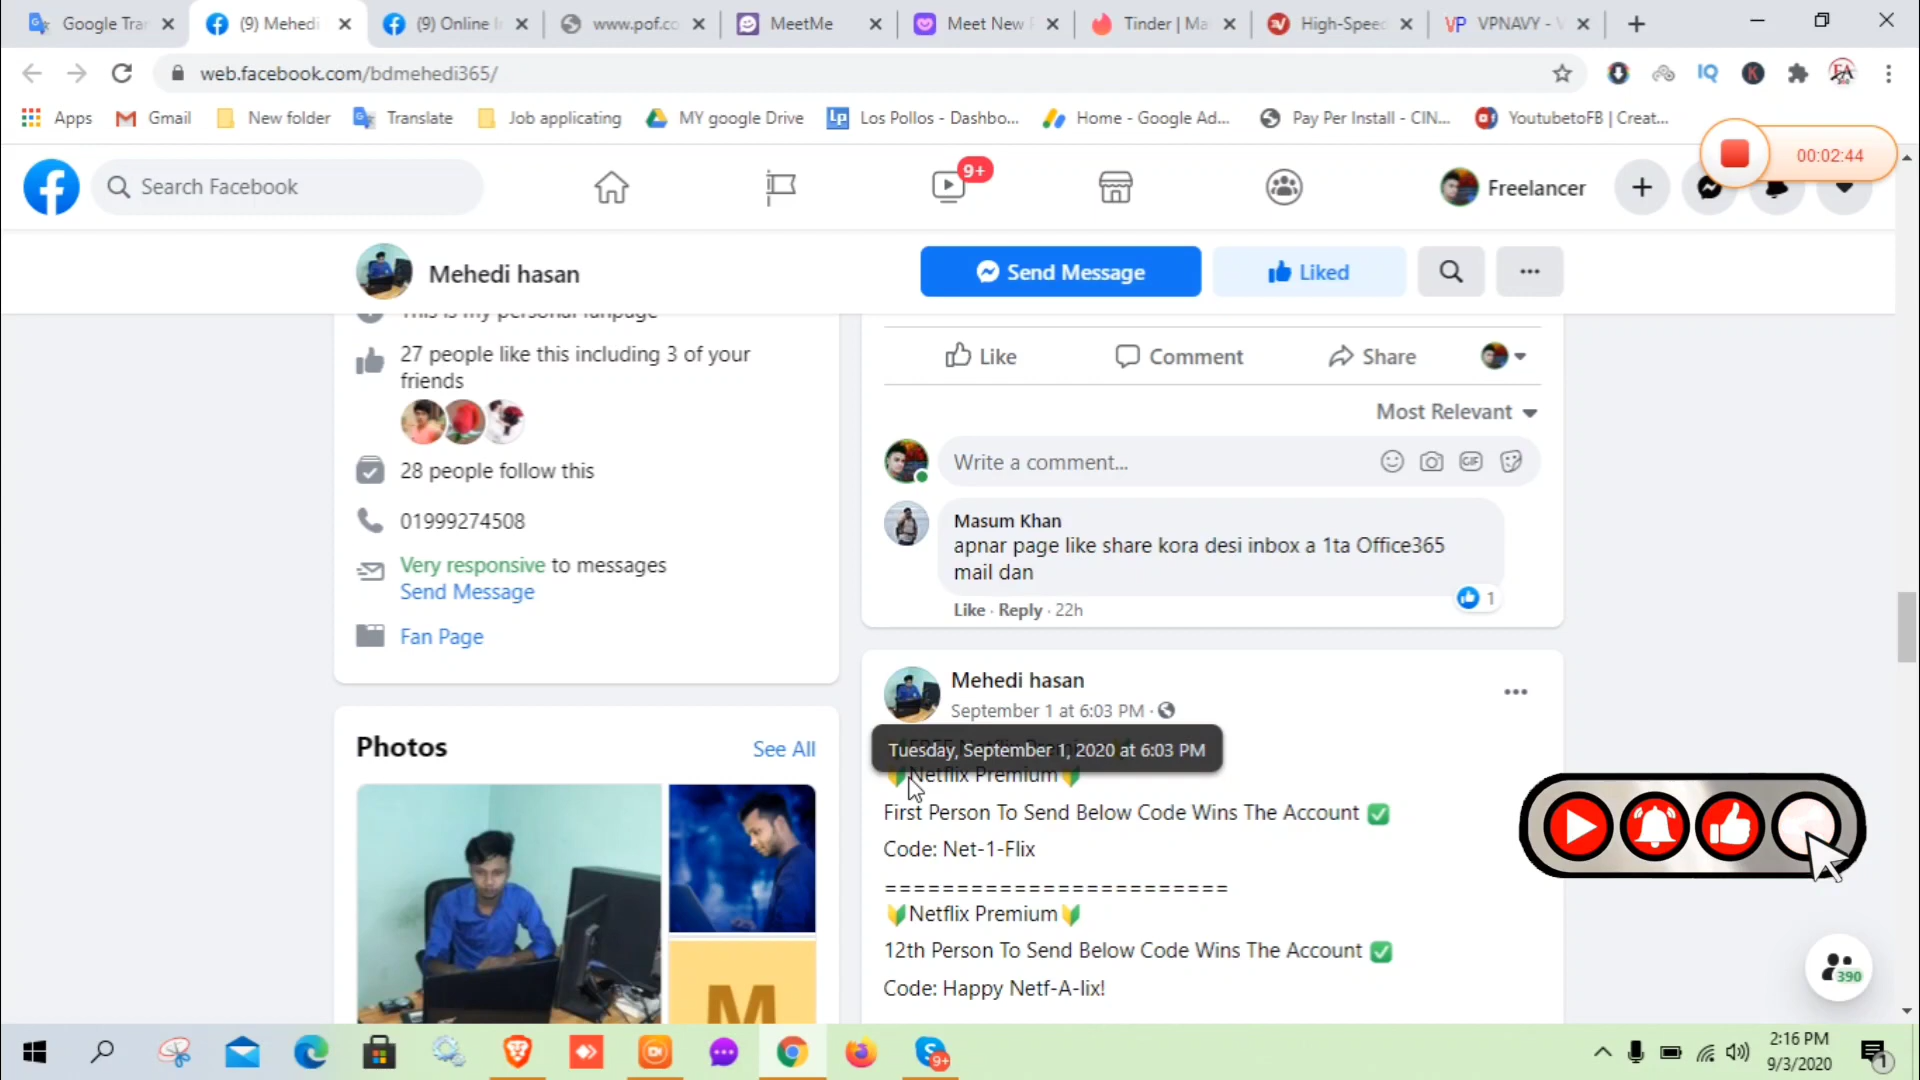 Google Tra
(9) Mehedi
(9) Online I
www.pof.co
MeetMe
Meet New
Tinder | Ma
High-Speed
VPNAVY - V
web.facebook.com/bdmehedi365/
IQ
K
Apps
Gmail
New folder
Translate
Job applicating
MY google Drive
Lp
Los Pollos - Dashbo...
Home - Google Ad...
Pay Per Install - CIN...
YoutubetoFB | Creat...
00:02:44
Search Facebook
9+
Freelancer
Mehedi hasan
Send Message
Liked
This is my personal fanpage
27 people like this including 3 of your
friends
28 people follow this
01999274508
Very responsive to messages
Send Message
Fan Page
Photos
See All
M
Like
Comment
Share
Most Relevant
Write a comment...
GIF
Masum Khan
apnar page like share kora desi inbox a 1ta Office365
mail dan
1
Like · Reply · 22h
Mehedi hasan
September 1 at 6:03 PM ·
Tuesday, September 1, 2020 at 6:03 PM
🔰Netflix Premium🔰
First Person To Send Below Code Wins The Account ✅
Code: Net-1-Flix
========================
🔰Netflix Premium🔰
12th Person To Send Below Code Wins The Account ✅
Code: Happy Netf-A-lix!
390
9+
2:16 PM
9/3/2020
1